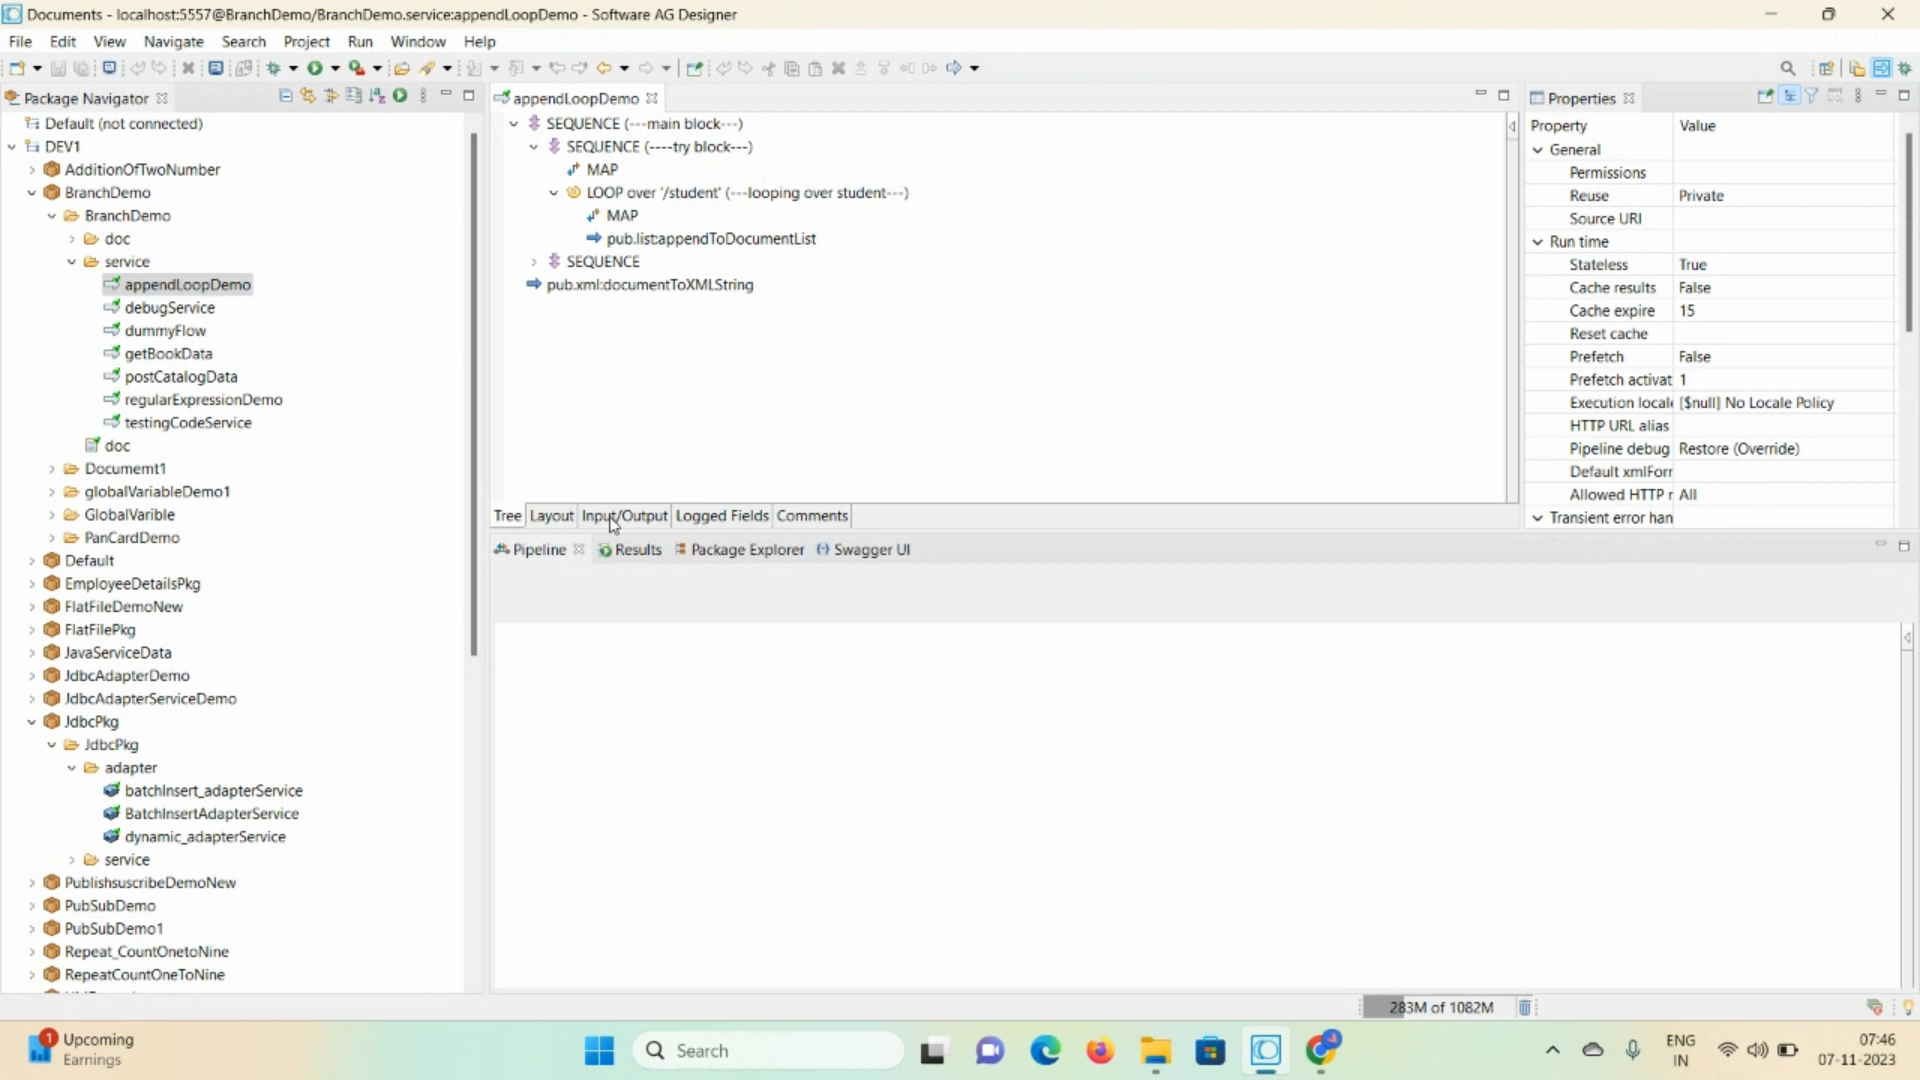 Documents - localhost:5557@BranchDemo/BranchDemo.service:appendLoopDemo - Software AG Designer
File Edit View Navigate Search Project Run Window Help
Package Navigator
Default (not connected)
DEV1
AdditionOfTwoNumber
BranchDemo
BranchDemo
doc
service
appendLoopDemo
debugService
dummyFlow
getBookData
postCatalogData
regularExpressionDemo
testingCodeService
doc
Documemt1
globalVariableDemo1
GlobalVarible
PanCardDemo
Default
EmployeeDetailsPkg
FlatFileDemoNew
FlatFilePkg
JavaServiceData
JdbcAdapterDemo
JdbcAdapterServiceDemo
JdbcPkg
JdbcPkg
adapter
batchInsert_adapterService
BatchInsertAdapterService
dynamic_adapterService
service
PublishsuscribeDemoNew
PubSubDemo
PubSubDemo1
Repeat_CountOnetoNine
RepeatCountOneToNine
appendLoopDemo
SEQUENCE (---main block---)
SEQUENCE (----try block---)
MAP
LOOP over '/student' (---looping over student---)
MAP
pub.list:appendToDocumentList
SEQUENCE
pub.xml:documentToXMLString
Tree Layout Input/Output Logged Fields Comments
Pipeline Results Package Explorer Swagger UI
Properties
Property Value
General
Permissions
Reuse Private
Source URI
Run time
Stateless True
Cache results False
Cache expire 15
Reset cache
Prefetch False
Prefetch activat 1
Execution locale [$null] No Locale Policy
HTTP URL alias
Pipeline debug Restore (Override)
Default xmlForr
Allowed HTTP r All
Transient error han
283M of 1082M
1
Upcoming
Earnings
Search
ENG
IN
07:46
07-11-2023